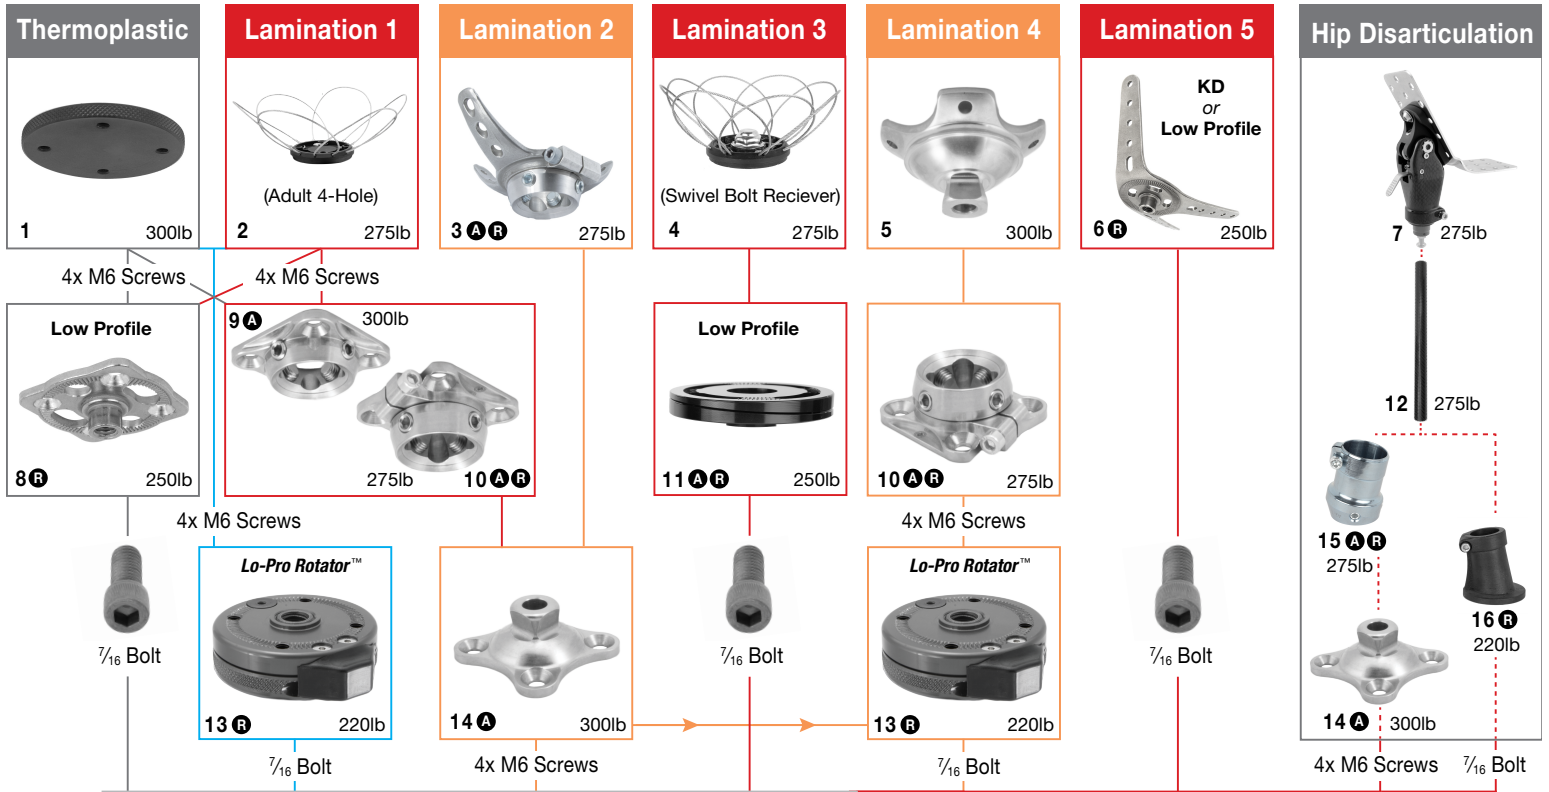 Thermoplastic
Lamination 1
Lamination 2
Lamination 3
Lamination 4
Lamination 5
Hip Disarticulation
1 300lb
(Adult 4-Hole)
2 275lb
3 A R 275lb
(Swivel Bolt Reciever)
4 275lb
5 300lb
KD
or
Low Profile
6 R 250lb
7 275lb
4x M6 Screws
4x M6 Screws
Low Profile
8 R 250lb
9 A 300lb
275lb 10 A R
Low Profile
11 A R 250lb
10 A R 275lb
12 275lb
4x M6 Screws
4x M6 Screws
15 A R
275lb
16 R
220lb
7/16 Bolt
Lo-Pro Rotator™
13 R 220lb
14 A 300lb
7/16 Bolt
Lo-Pro Rotator™
13 R 220lb
7/16 Bolt
14 A 300lb
7/16 Bolt
4x M6 Screws
7/16 Bolt
4x M6 Screws
7/16 Bolt